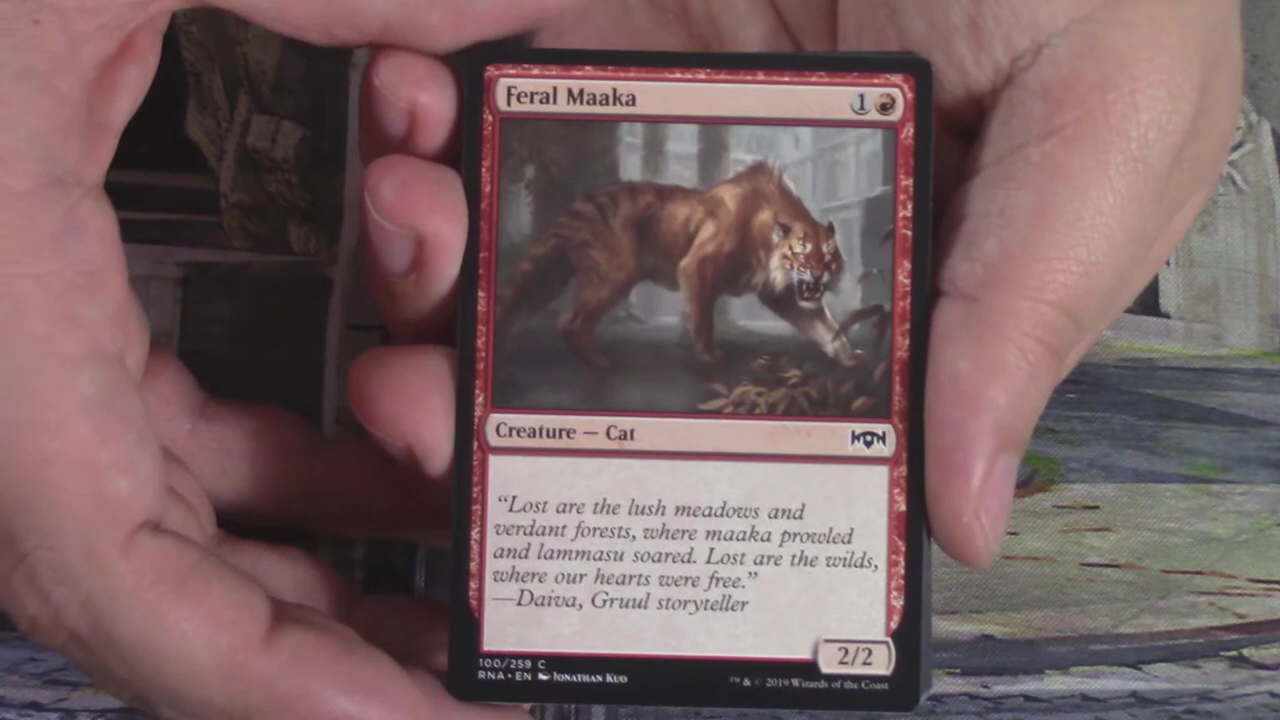 Feral Maaka 1
Creature — Cat
“Lost are the lush meadows and
verdant forests, where maaka prowled
and lammasu soared. Lost are the wilds,
where our hearts were free.”
—Daiva, Gruul storyteller
2/2
100/259 C
RNA • EN Jonathan Kuo
™ & © 2019 Wizards of the Coast